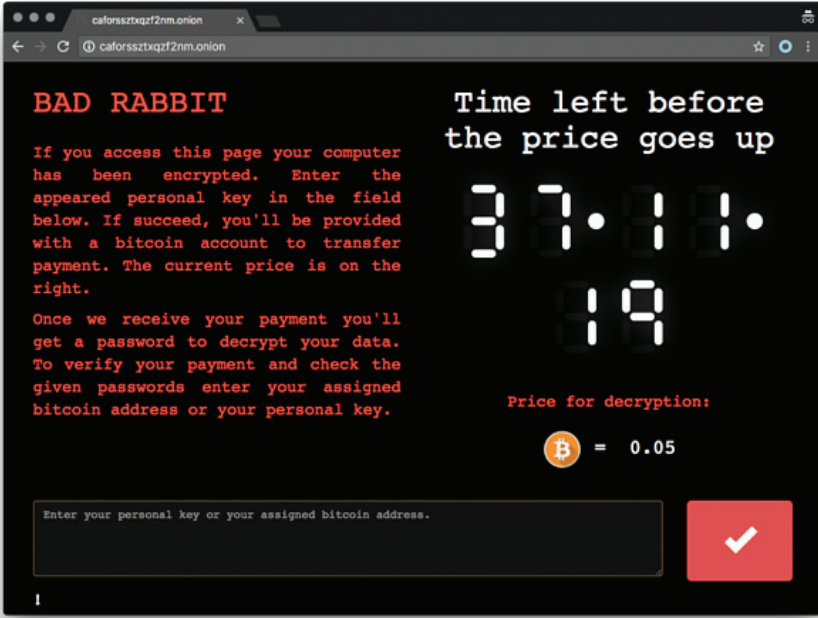 caforssztxqzf2nm.onion
caforssztxqzf2nm.onion
BAD RABBIT
If you access this page your computer
has been encrypted. Enter the
appeared personal key in the field
below. If succeed, you'll be provided
with a bitcoin account to transfer
payment. The current price is on the
right.
Once we receive your payment you'll
get a password to decrypt your data.
To verify your payment and check the
given passwords enter your assigned
bitcoin address or your personal key.
Time left before
the price goes up
37•11•
19
Price for decryption:
= 0.05
Enter your personal key or your assigned bitcoin address.
!